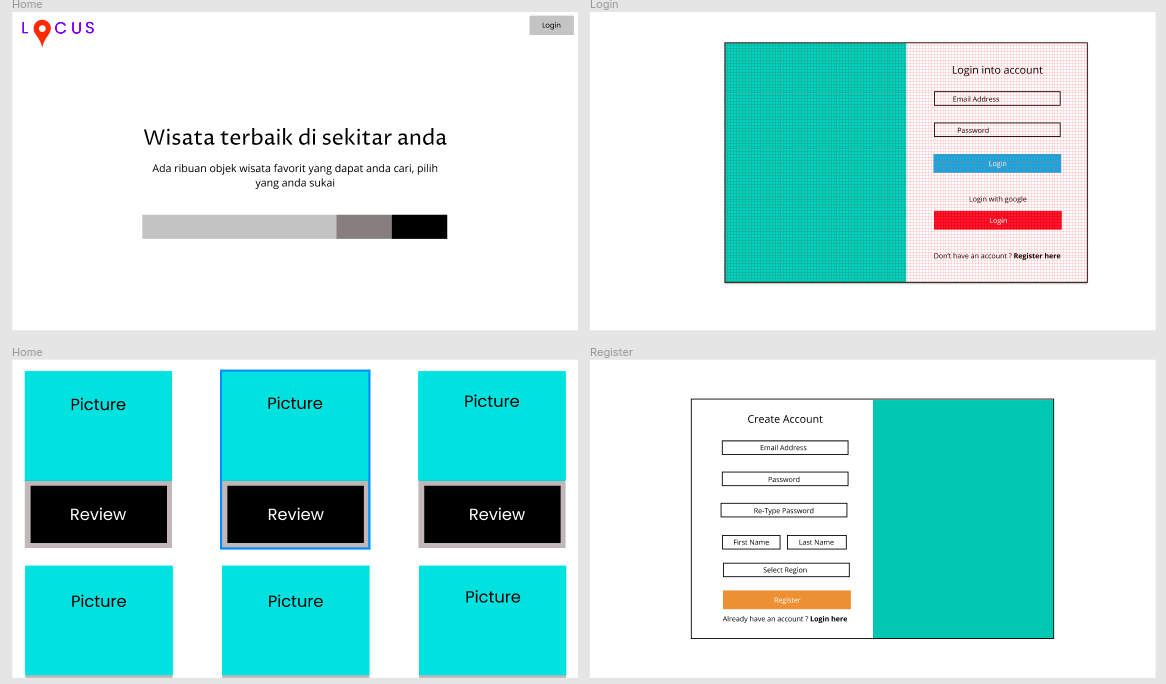 Home
LOCUS
Login
Wisata terbaik di sekitar anda
Ada ribuan objek wisata favorit yang dapat anda cari, pilih
yang anda sukai
Login
Login into account
Email Address
Password
Login
Login with google
Login
Don't have an account ? Register here
Home
Picture
Picture
Picture
Review
Review
Review
Picture
Picture
Picture
Register
Create Account
Email Address
Password
Re-Type Password
First Name
Last Name
Select Region
Register
Already have an account ? Login here